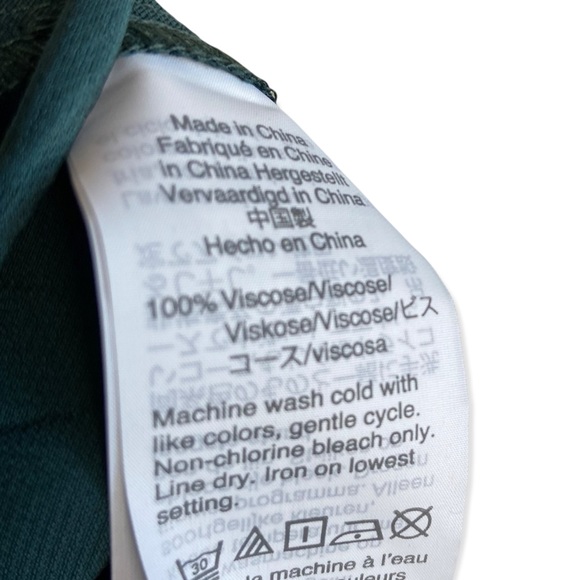 Made in China
Fabriqué en Chine
In China Hergestellt
Vervaardigd in China
中国製
Hecho en China
100% Viscose/Viscose/
Viskose/Viscose/ビス
コース/viscosa
Machine wash cold with
like colors, gentle cycle.
Non-chlorine bleach only.
Line dry. Iron on lowest
setting.
30
machine à l'eau